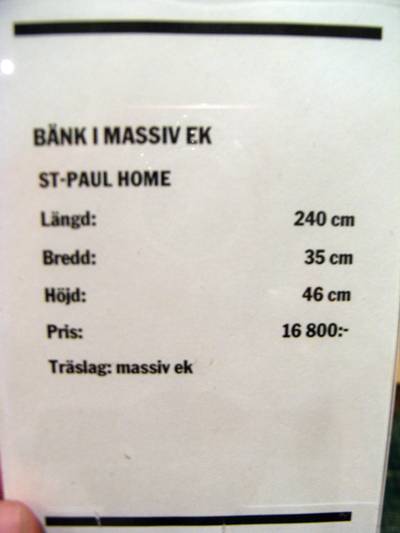 BÄNK I MASSIV EK
ST-PAUL HOME
Längd: 240 cm
Bredd: 35 cm
Höjd: 46 cm
Pris: 16 800:-
Träslag: massiv ek